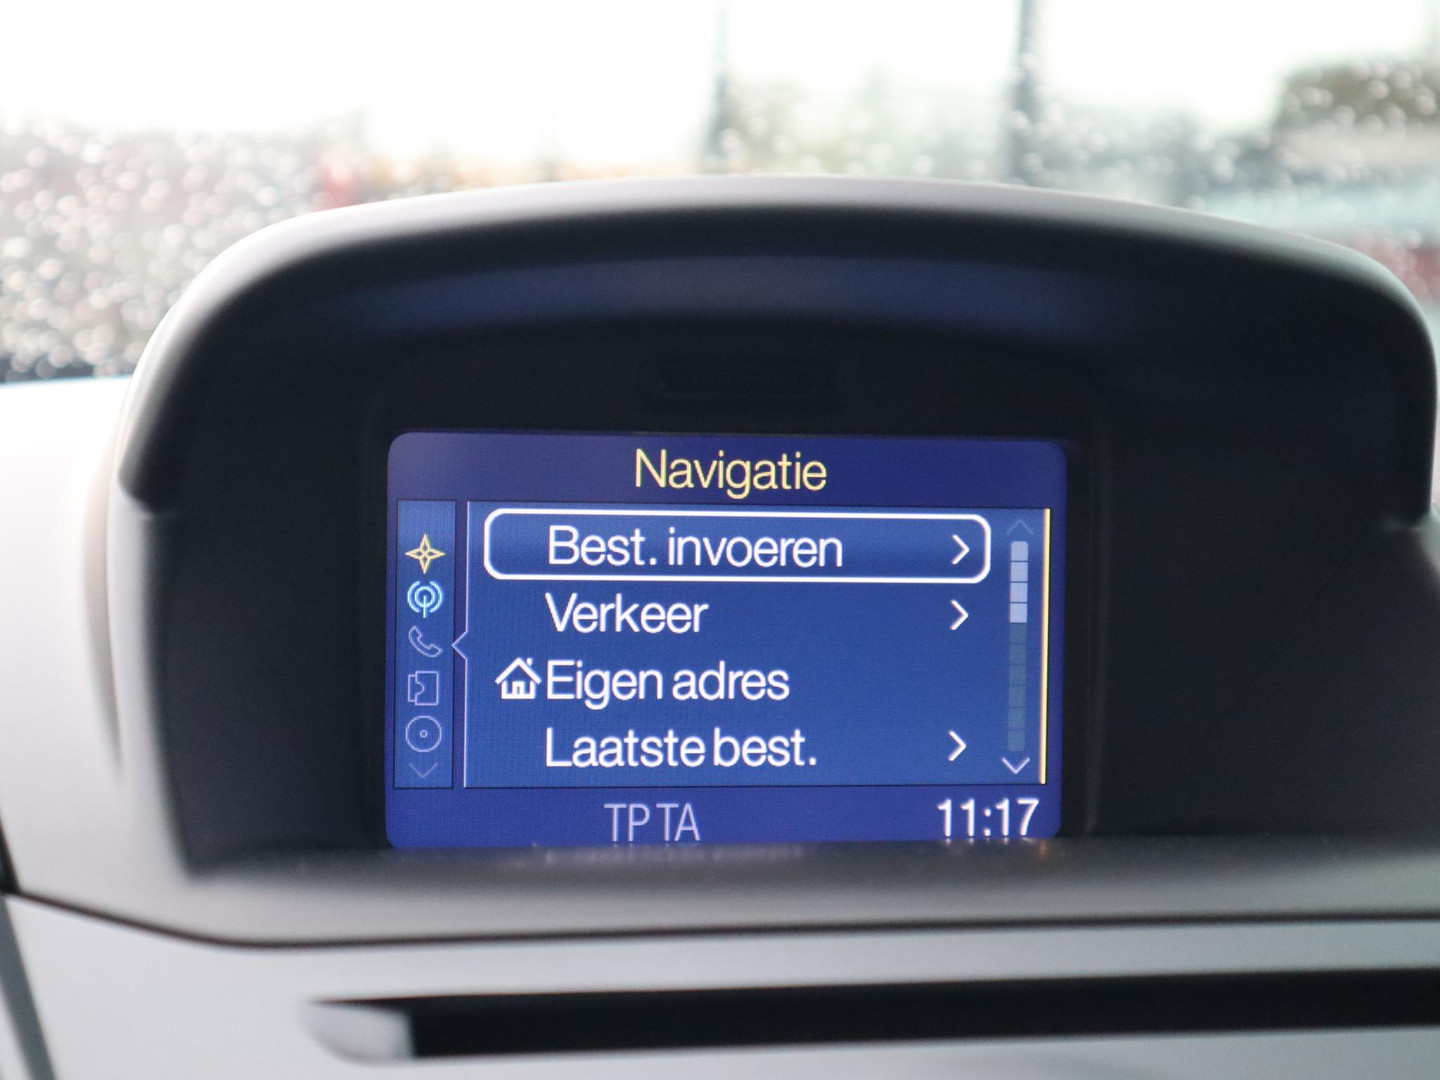 Navigatie
Best. invoeren
Verkeer
Eigen adres
Laatste best.
TP TA 11:17